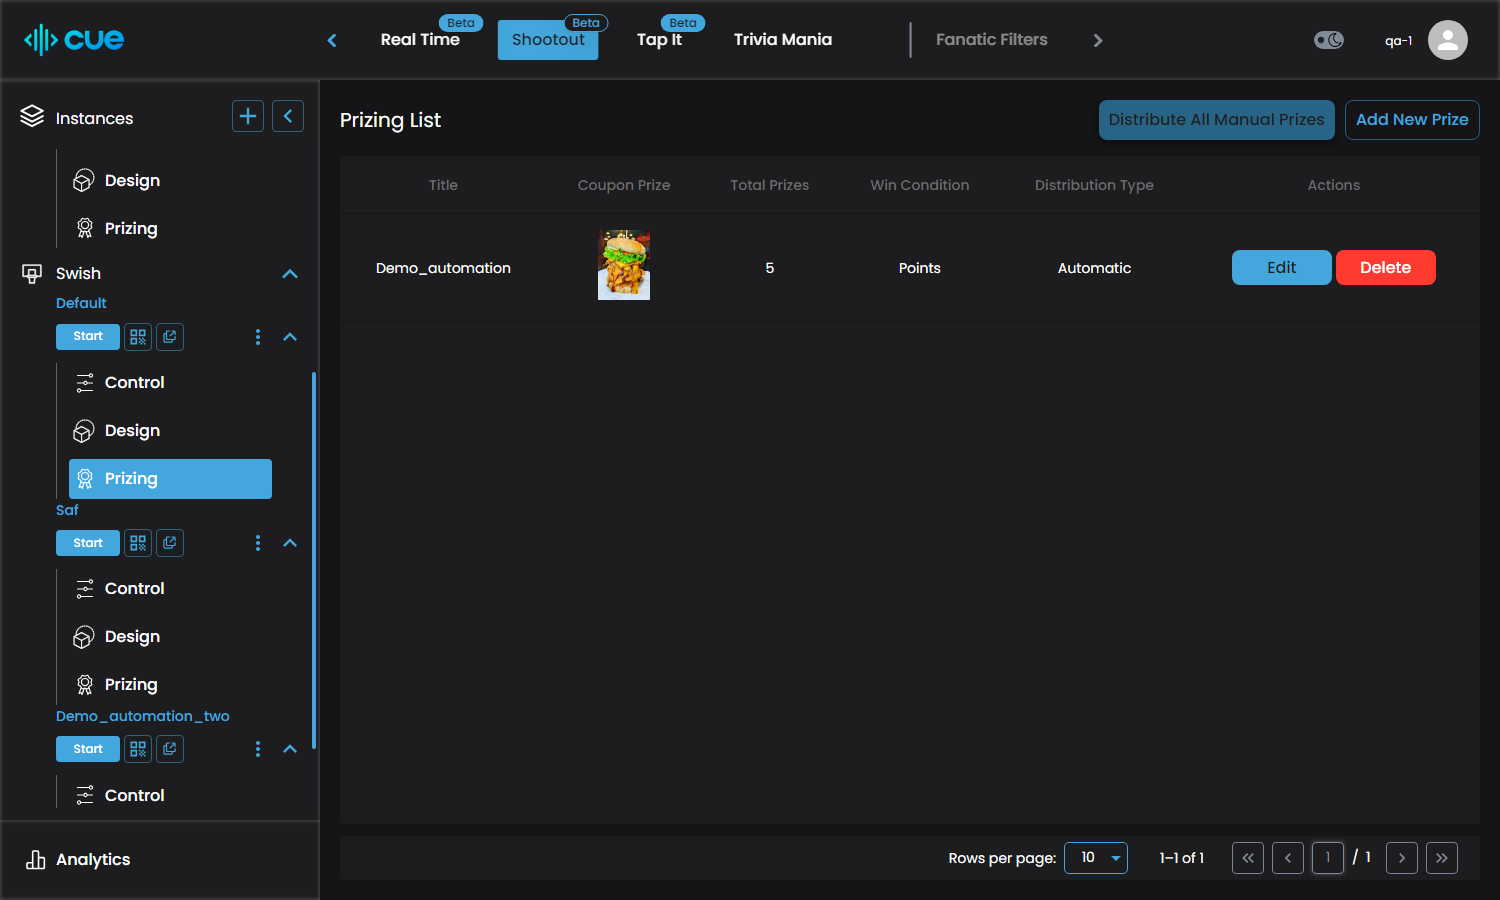 cue
Real Time
Beta
Shootout
Beta
Tap It
Beta
Trivia Mania
Fanatic Filters
qa-1
Instances
Design
Prizing
Swish
Default
Start
Control
Design
Prizing
Saf
Start
Control
Design
Prizing
Demo_automation_two
Start
Control
Analytics
Prizing List
Distribute All Manual Prizes
Add New Prize
Title Coupon Prize Total Prizes Win Condition Distribution Type Actions
Demo_automation 5 Points Automatic Edit Delete
Rows per page: 10 1-1 of 1 1 / 1